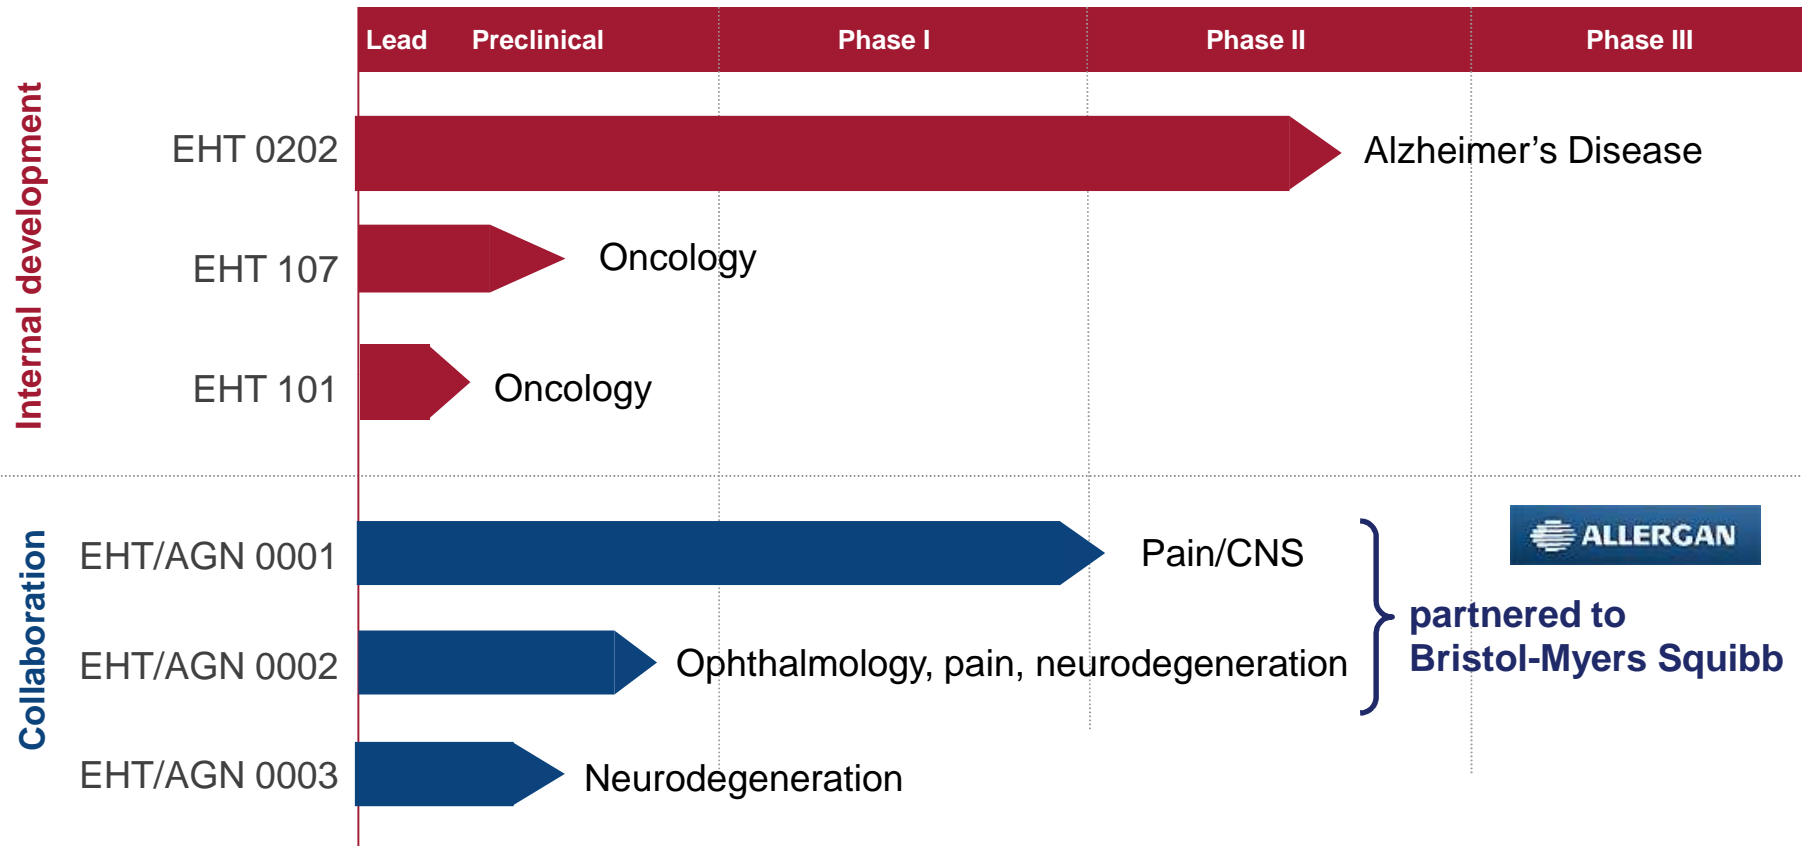 Lead Preclinical Phase I Phase II Phase III
Internal development
EHT 0202 Alzheimer’s Disease
EHT 107 Oncology
EHT 101 Oncology
Collaboration
EHT/AGN 0001 Pain/CNS
ALLERGAN
EHT/AGN 0002 Ophthalmology, pain, neurodegeneration
partnered to
Bristol-Myers Squibb
EHT/AGN 0003 Neurodegeneration